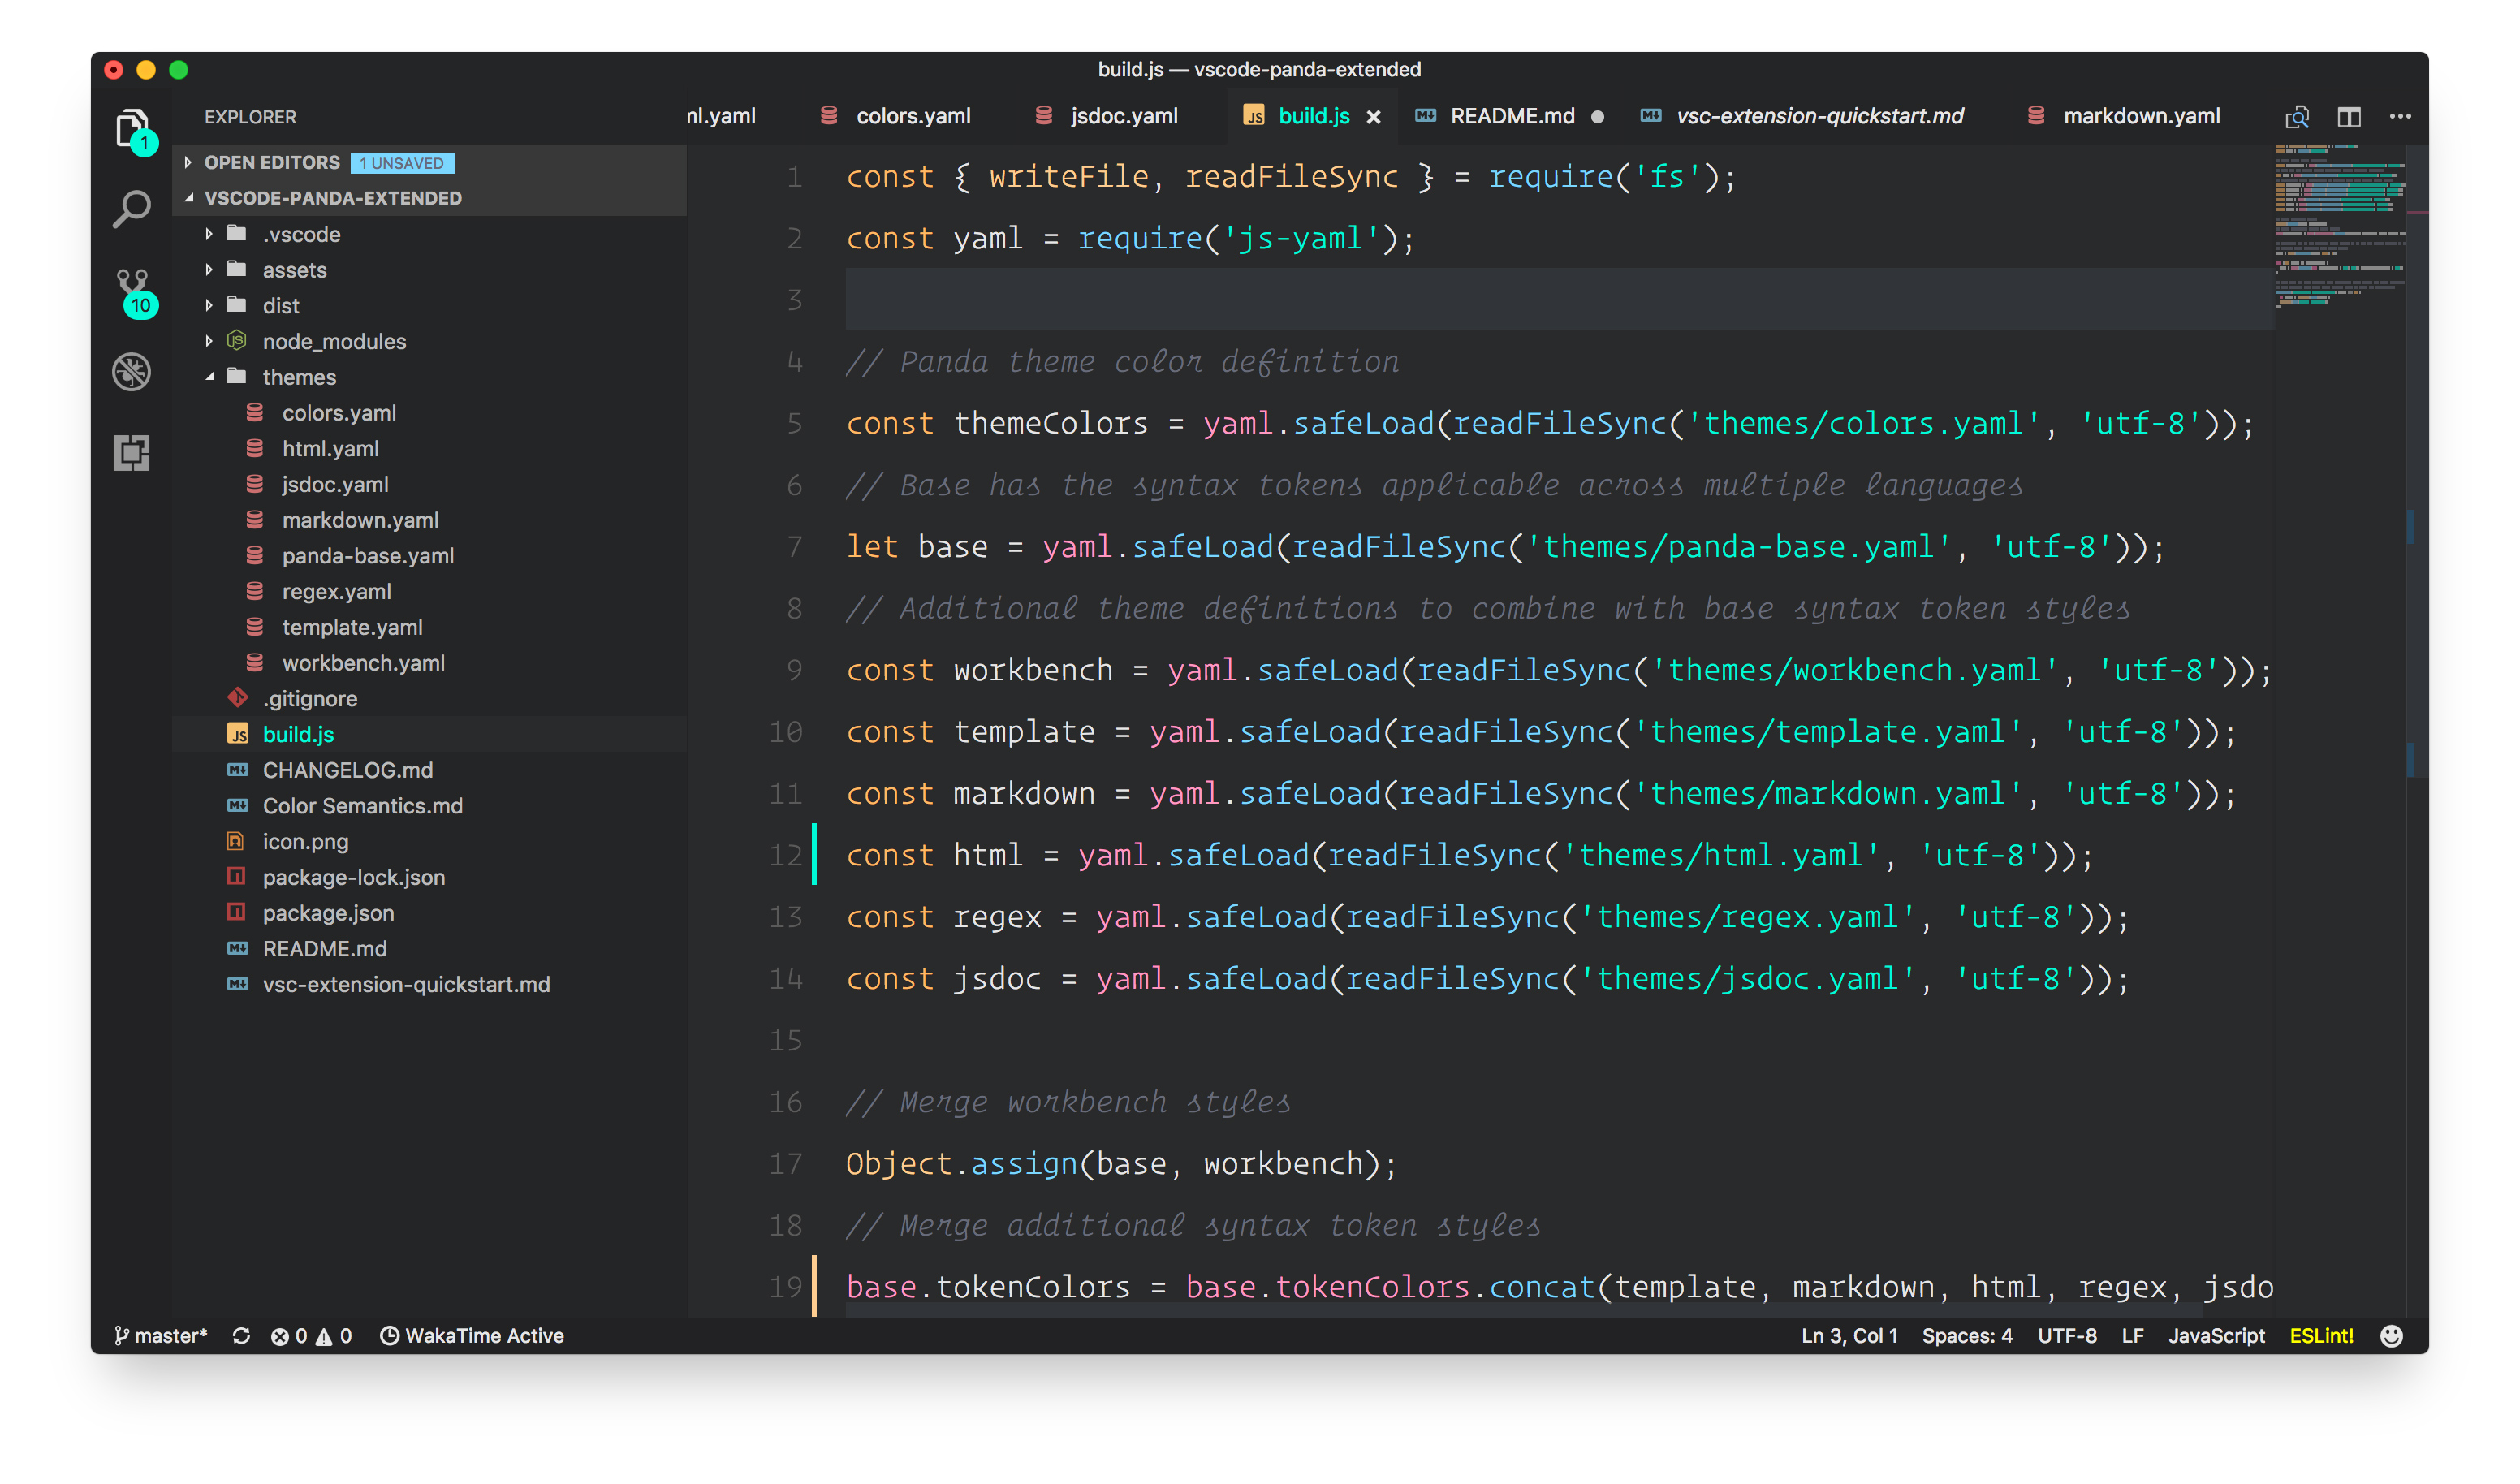 build.js — vscode-panda-extended
EXPLORER
ml.yaml colors.yaml jsdoc.yaml build.js README.md vsc-extension-quickstart.md markdown.yaml
1
10
OPEN EDITORS 1 UNSAVED
VSCODE-PANDA-EXTENDED
.vscode
assets
dist
node_modules
themes
colors.yaml
html.yaml
jsdoc.yaml
markdown.yaml
panda-base.yaml
regex.yaml
template.yaml
workbench.yaml
.gitignore
JS build.js
CHANGELOG.md
Color Semantics.md
icon.png
package-lock.json
package.json
README.md
vsc-extension-quickstart.md
1 const { writeFile, readFileSync } = require('fs');
2 const yaml = require('js-yaml');
3
4 // Panda theme color definition
5 const themeColors = yaml.safeLoad(readFileSync('themes/colors.yaml', 'utf-8'));
6 // Base has the syntax tokens applicable across multiple languages
7 let base = yaml.safeLoad(readFileSync('themes/panda-base.yaml', 'utf-8'));
8 // Additional theme definitions to combine with base syntax token styles
9 const workbench = yaml.safeLoad(readFileSync('themes/workbench.yaml', 'utf-8'));
10 const template = yaml.safeLoad(readFileSync('themes/template.yaml', 'utf-8'));
11 const markdown = yaml.safeLoad(readFileSync('themes/markdown.yaml', 'utf-8'));
12 const html = yaml.safeLoad(readFileSync('themes/html.yaml', 'utf-8'));
13 const regex = yaml.safeLoad(readFileSync('themes/regex.yaml', 'utf-8'));
14 const jsdoc = yaml.safeLoad(readFileSync('themes/jsdoc.yaml', 'utf-8'));
15
16 // Merge workbench styles
17 Object.assign(base, workbench);
18 // Merge additional syntax token styles
19 base.tokenColors = base.tokenColors.concat(template, markdown, html, regex, jsdo
master* 0 0 WakaTime Active Ln 3, Col 1 Spaces: 4 UTF-8 LF JavaScript ESLint!